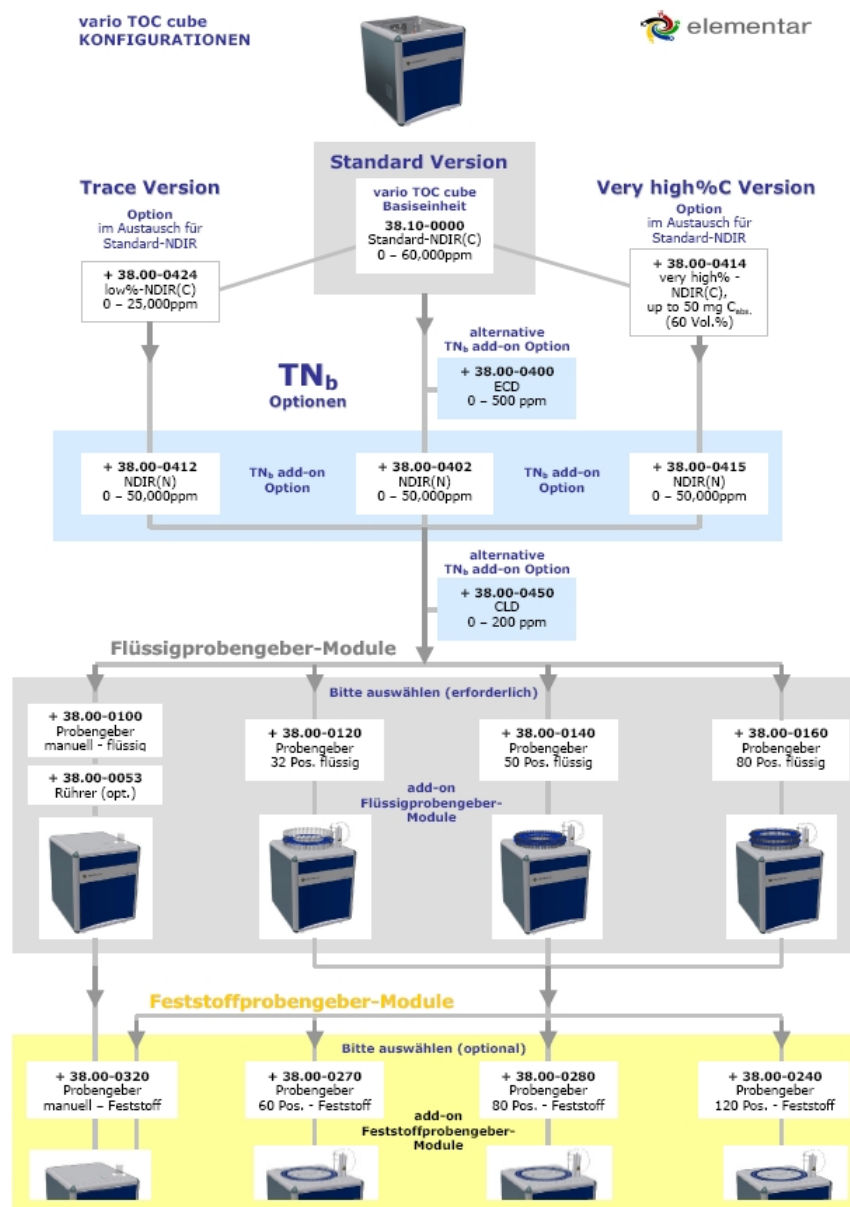 vario TOC cube
KONFIGURATIONEN
elementar
Standard Version
vario TOC cube
Basiseinheit
38.10-0000
Standard-NDIR(C)
0 – 60,000ppm
Trace Version
Option
im Austausch für
Standard-NDIR
+ 38.00-0424
low%-NDIR(C)
0 – 25,000ppm
Very high%C Version
Option
im Austausch für
Standard-NDIR
+ 38.00-0414
very high% -
NDIR(C),
up to 50 mg Cabs.
(60 Vol.%)
alternative
TNb add-on Option
+ 38.00-0400
ECD
0 – 500 ppm
TNb
Optionen
+ 38.00-0412
NDIR(N)
0 – 50,000ppm
TNb add-on
Option
+ 38.00-0402
NDIR(N)
0 – 50,000ppm
TNb add-on
Option
+ 38.00-0415
NDIR(N)
0 – 50,000ppm
alternative
TNb add-on Option
+ 38.00-0450
CLD
0 – 200 ppm
Flüssigprobengeber-Module
Bitte auswählen (erforderlich)
+ 38.00-0100
Probengeber
manuell - flüssig
+ 38.00-0053
Rührer (opt.)
+ 38.00-0120
Probengeber
32 Pos. flüssig
+ 38.00-0140
Probengeber
50 Pos. flüssig
+ 38.00-0160
Probengeber
80 Pos. flüssig
add-on
Flüssigprobengeber-
Module
Feststoffprobengeber-Module
Bitte auswählen (optional)
+ 38.00-0320
Probengeber
manuell – Feststoff
+ 38.00-0270
Probengeber
60 Pos. - Feststoff
+ 38.00-0280
Probengeber
80 Pos. - Feststoff
+ 38.00-0240
Probengeber
120 Pos. - Feststoff
add-on
Feststoffprobengeber-
Module